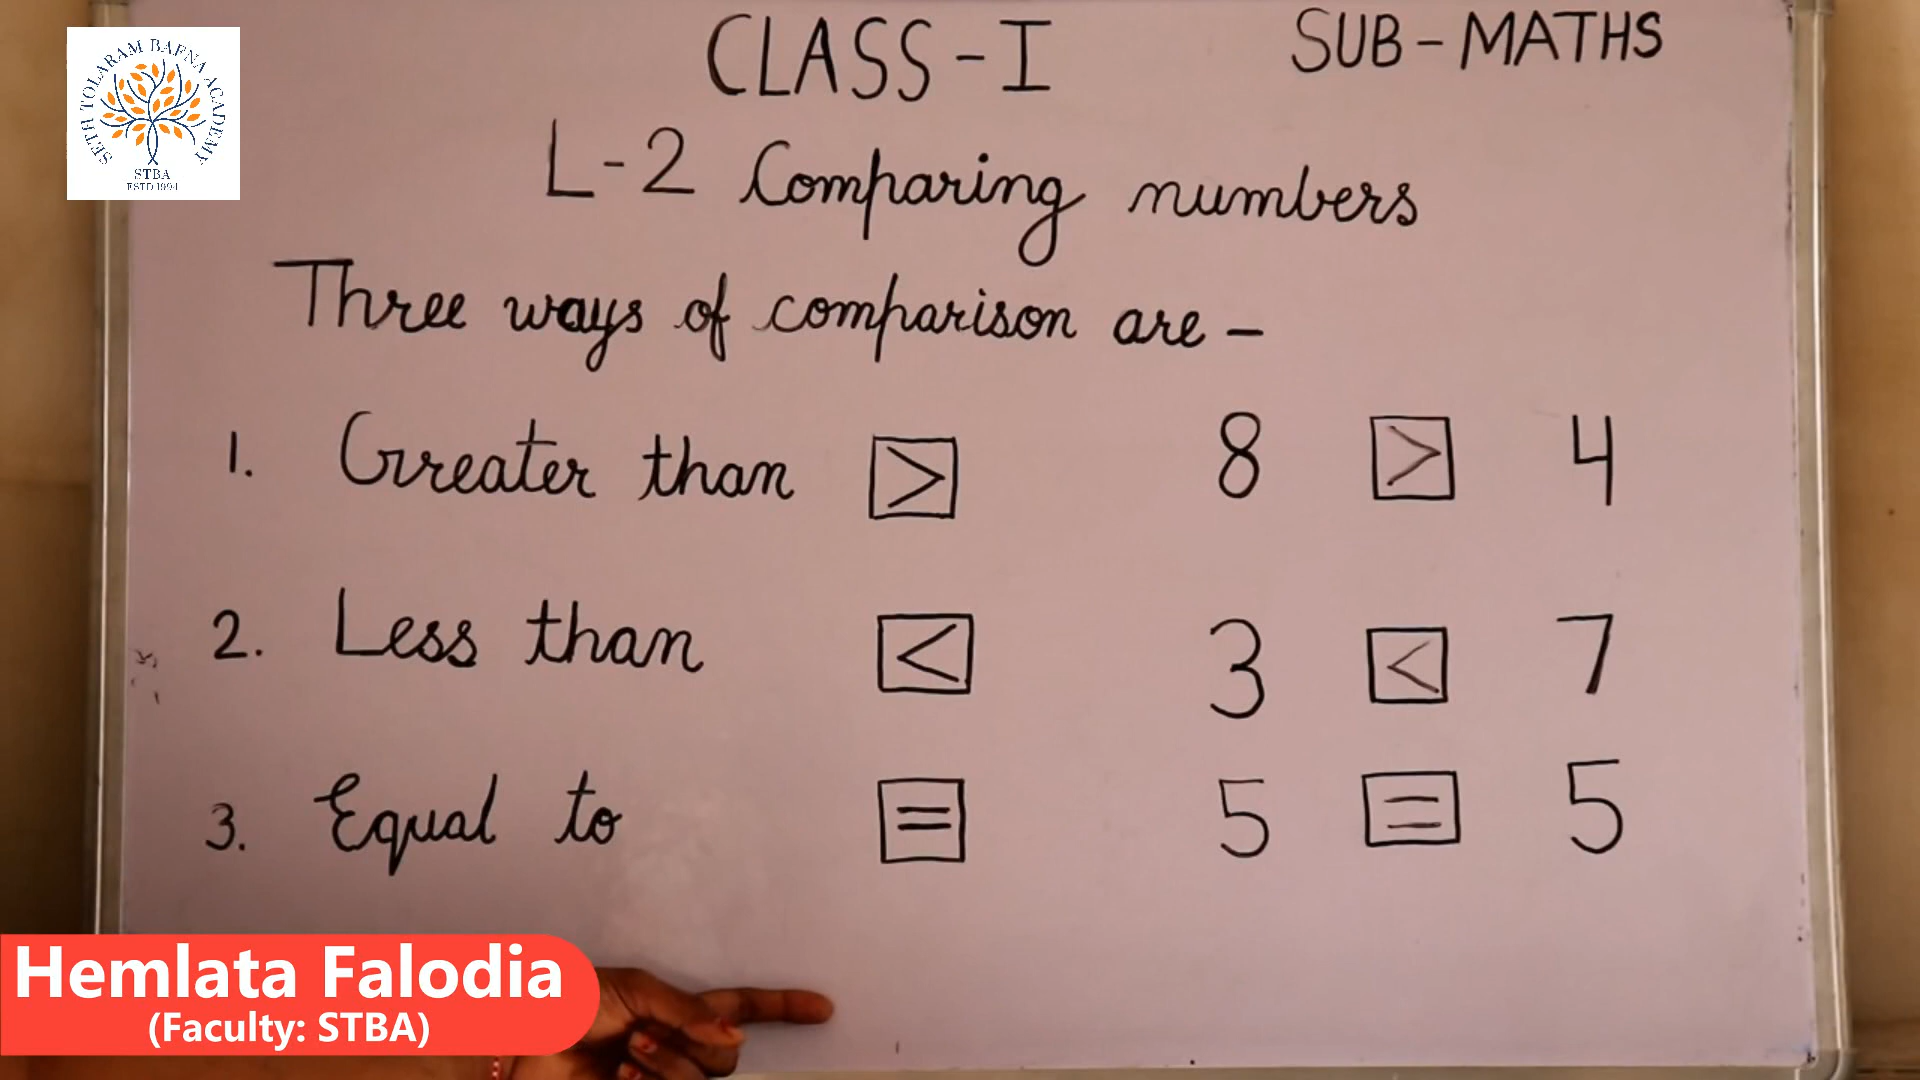 SETH TOLARAM BAFNA ACADEMY
STBA
ESTD 1994
CLASS - I
SUB - MATHS
L-2 Comparing numbers
Three ways of comparison are -
1. Greater than > 8 > 4
2. Less than < 3 < 7
3. Equal to = 5 = 5
Hemlata Falodia
(Faculty: STBA)